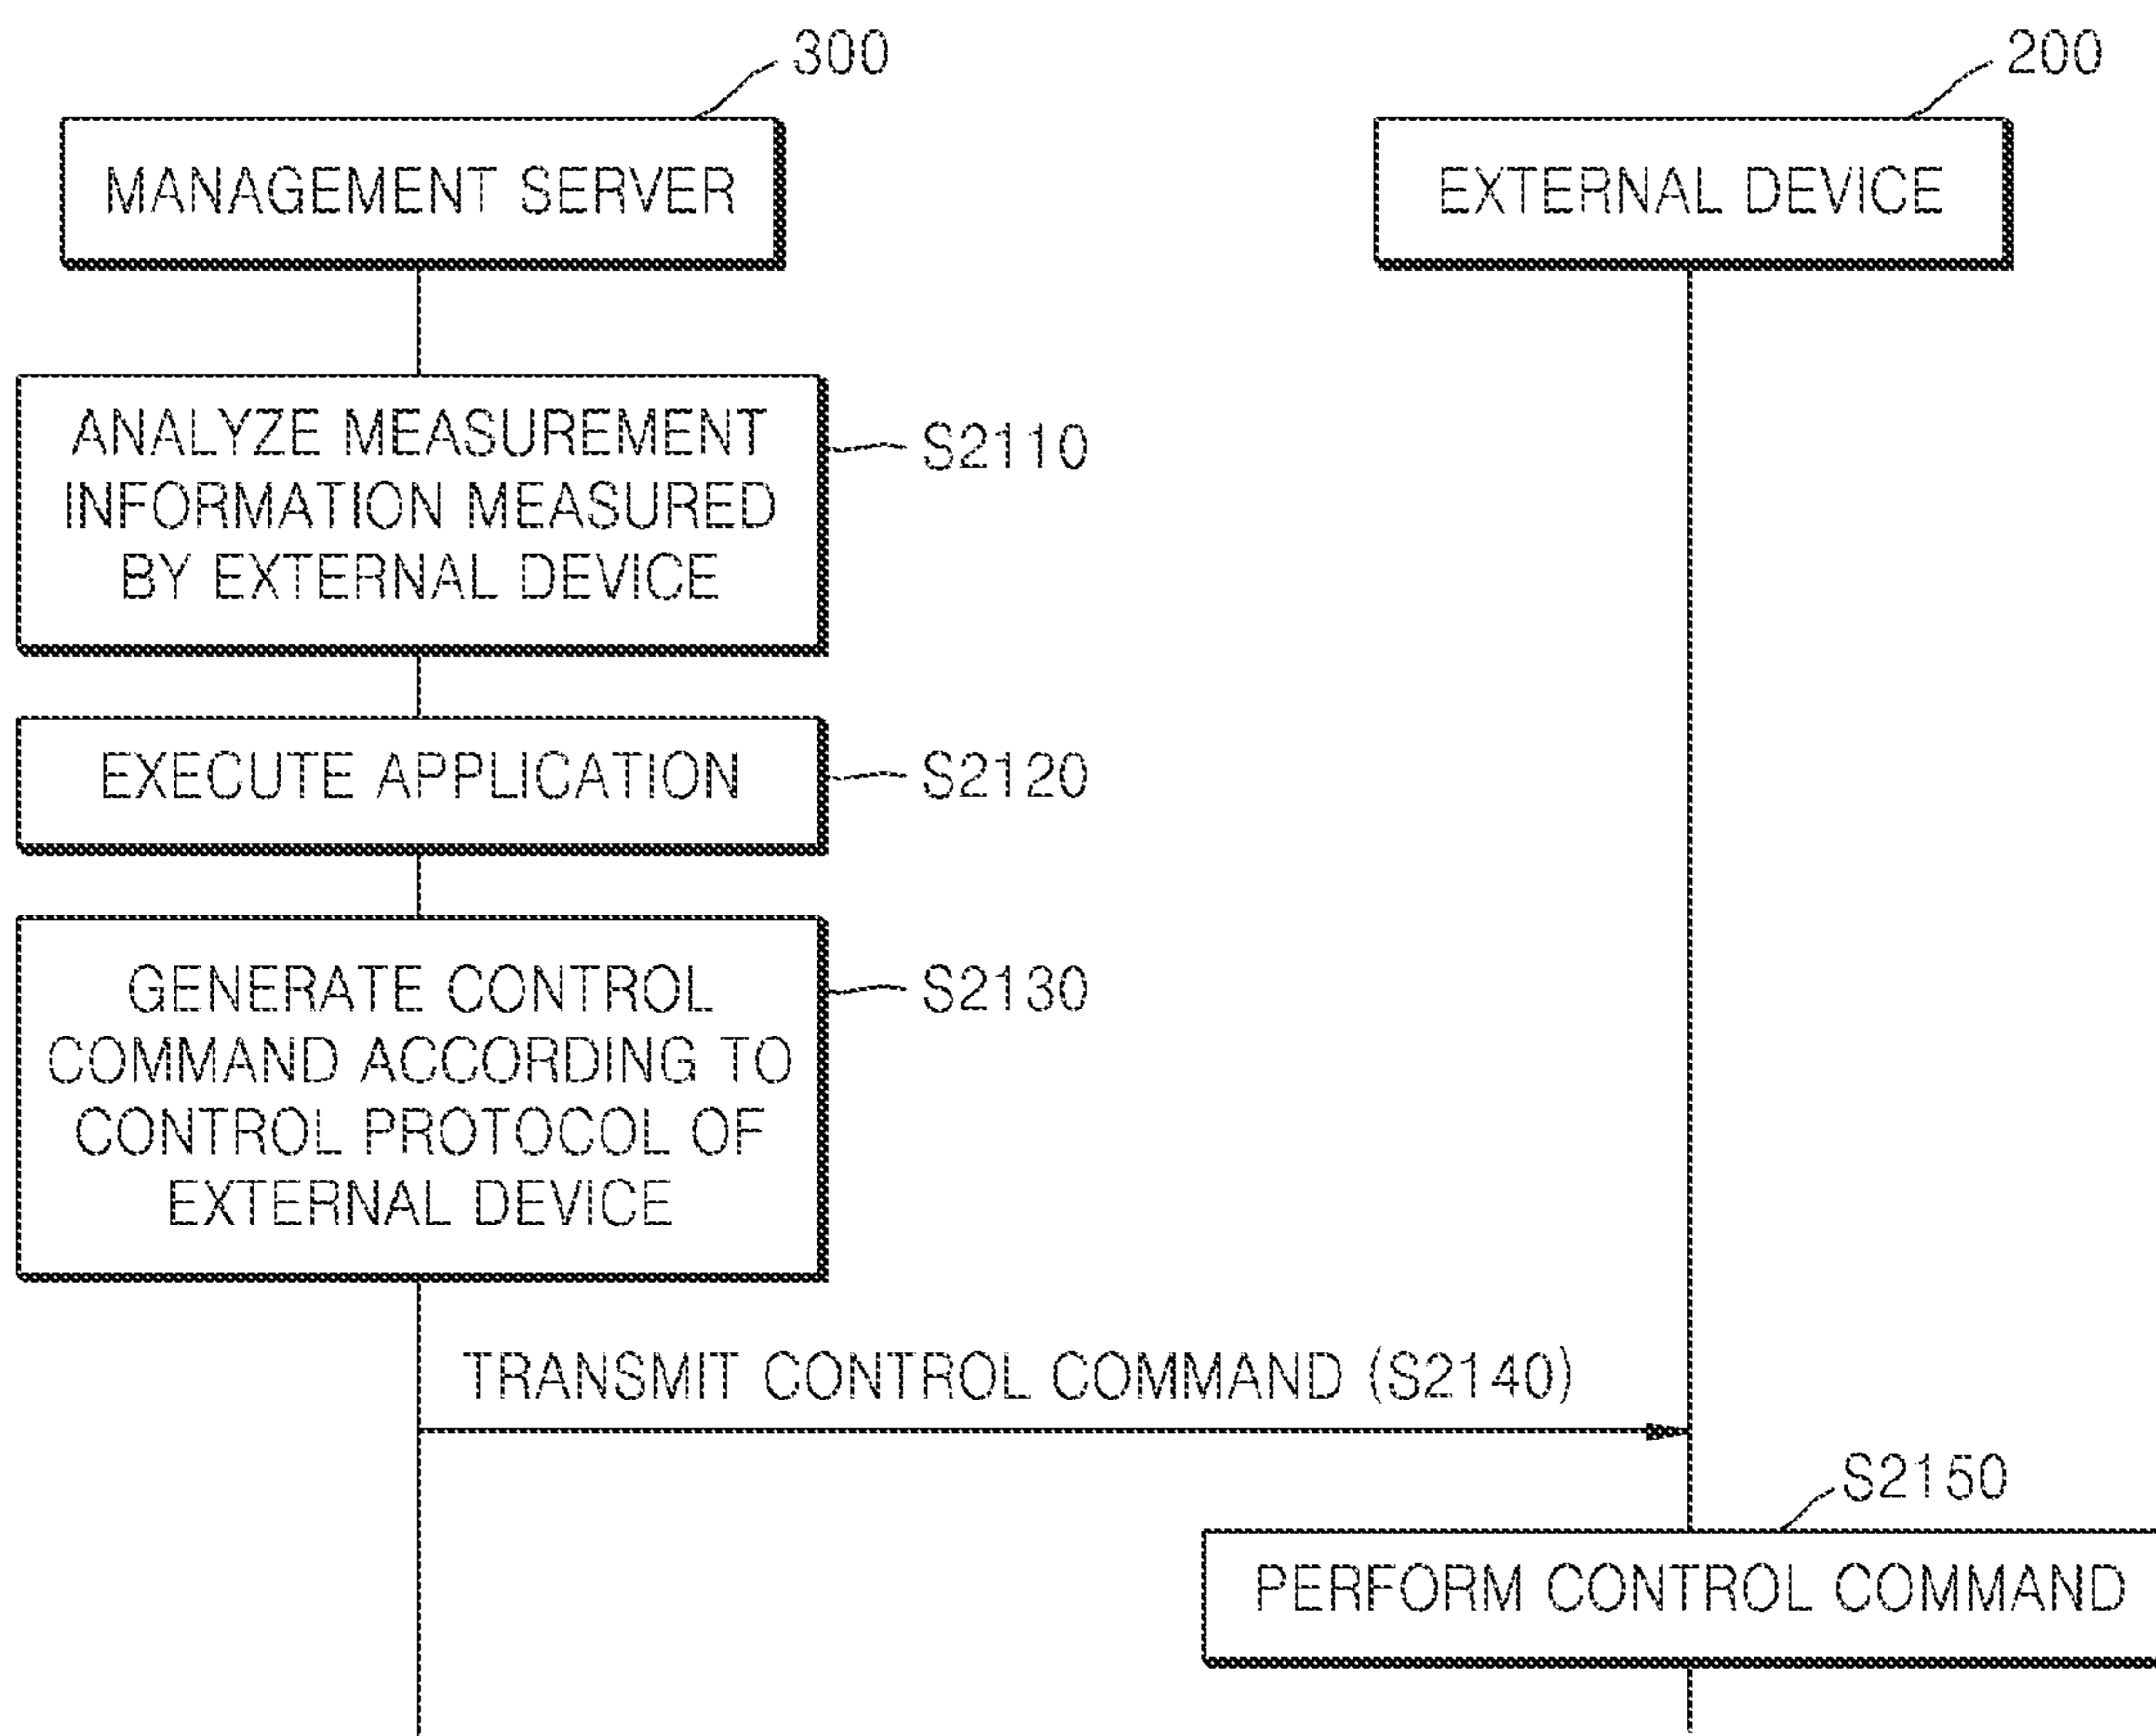 300
200
MANAGEMENT SERVER
EXTERNAL DEVICE
ANALYZE MEASUREMENT
INFORMATION MEASURED
BY EXTERNAL DEVICE
S2110
EXECUTE APPLICATION
S2120
GENERATE CONTROL
COMMAND ACCORDING TO
CONTROL PROTOCOL OF
EXTERNAL DEVICE
S2130
TRANSMIT CONTROL COMMAND (S2140)
S2150
PERFORM CONTROL COMMAND